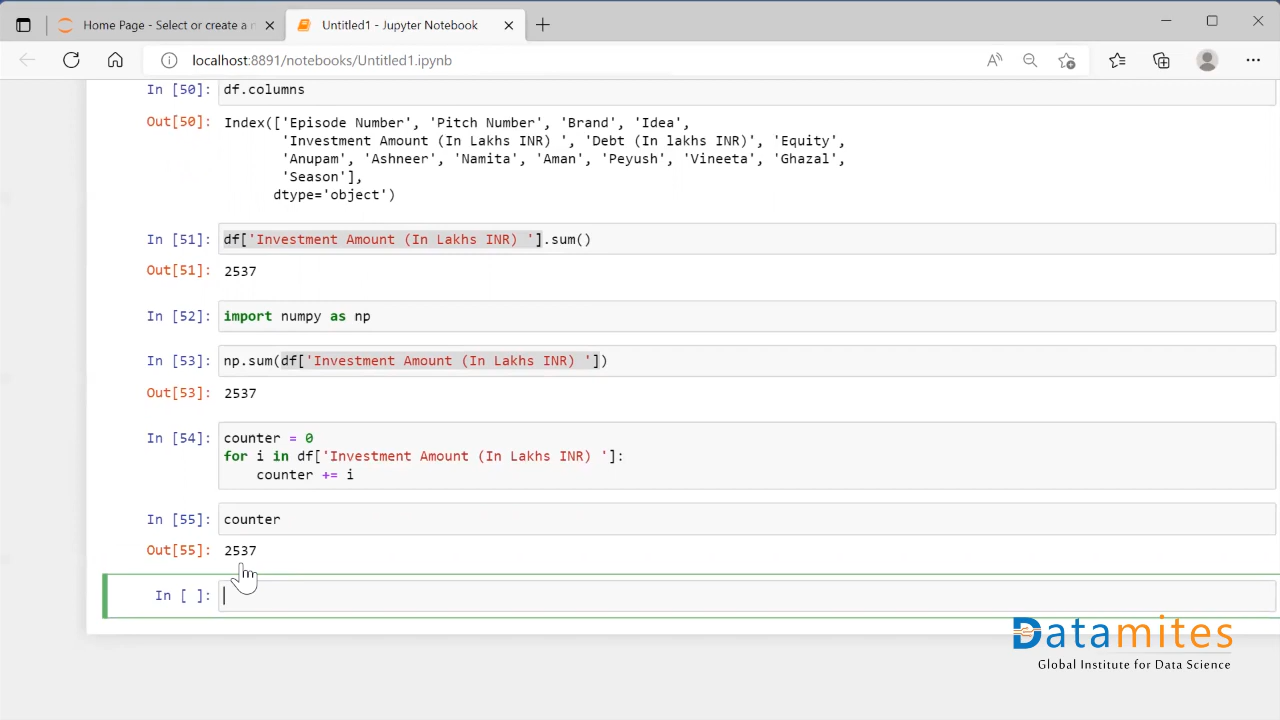 Home Page - Select or create a n
Untitled1 - Jupyter Notebook
localhost:8891/notebooks/Untitled1.ipynb
In [50]: df.columns
Out[50]: Index(['Episode Number', 'Pitch Number', 'Brand', 'Idea',
'Investment Amount (In Lakhs INR) ', 'Debt (In lakhs INR)', 'Equity',
'Anupam', 'Ashneer', 'Namita', 'Aman', 'Peyush', 'Vineeta', 'Ghazal',
'Season'],
dtype='object')
In [51]: df['Investment Amount (In Lakhs INR) '].sum()
Out[51]: 2537
In [52]: import numpy as np
In [53]: np.sum(df['Investment Amount (In Lakhs INR) '])
Out[53]: 2537
In [54]: counter = 0
for i in df['Investment Amount (In Lakhs INR) ']:
counter += i
In [55]: counter
Out[55]: 2537
In [ ]:
Datamites
Global Institute for Data Science